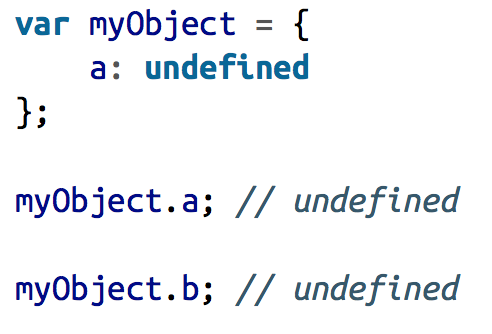 var myObject = {
    a: undefined
};

myObject.a; // undefined

myObject.b; // undefined